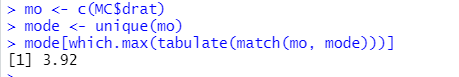 > mo <- c(MC$drat)
> mode <- unique(mo)
> mode[which.max(tabulate(match(mo, mode)))]
[1] 3.92
>